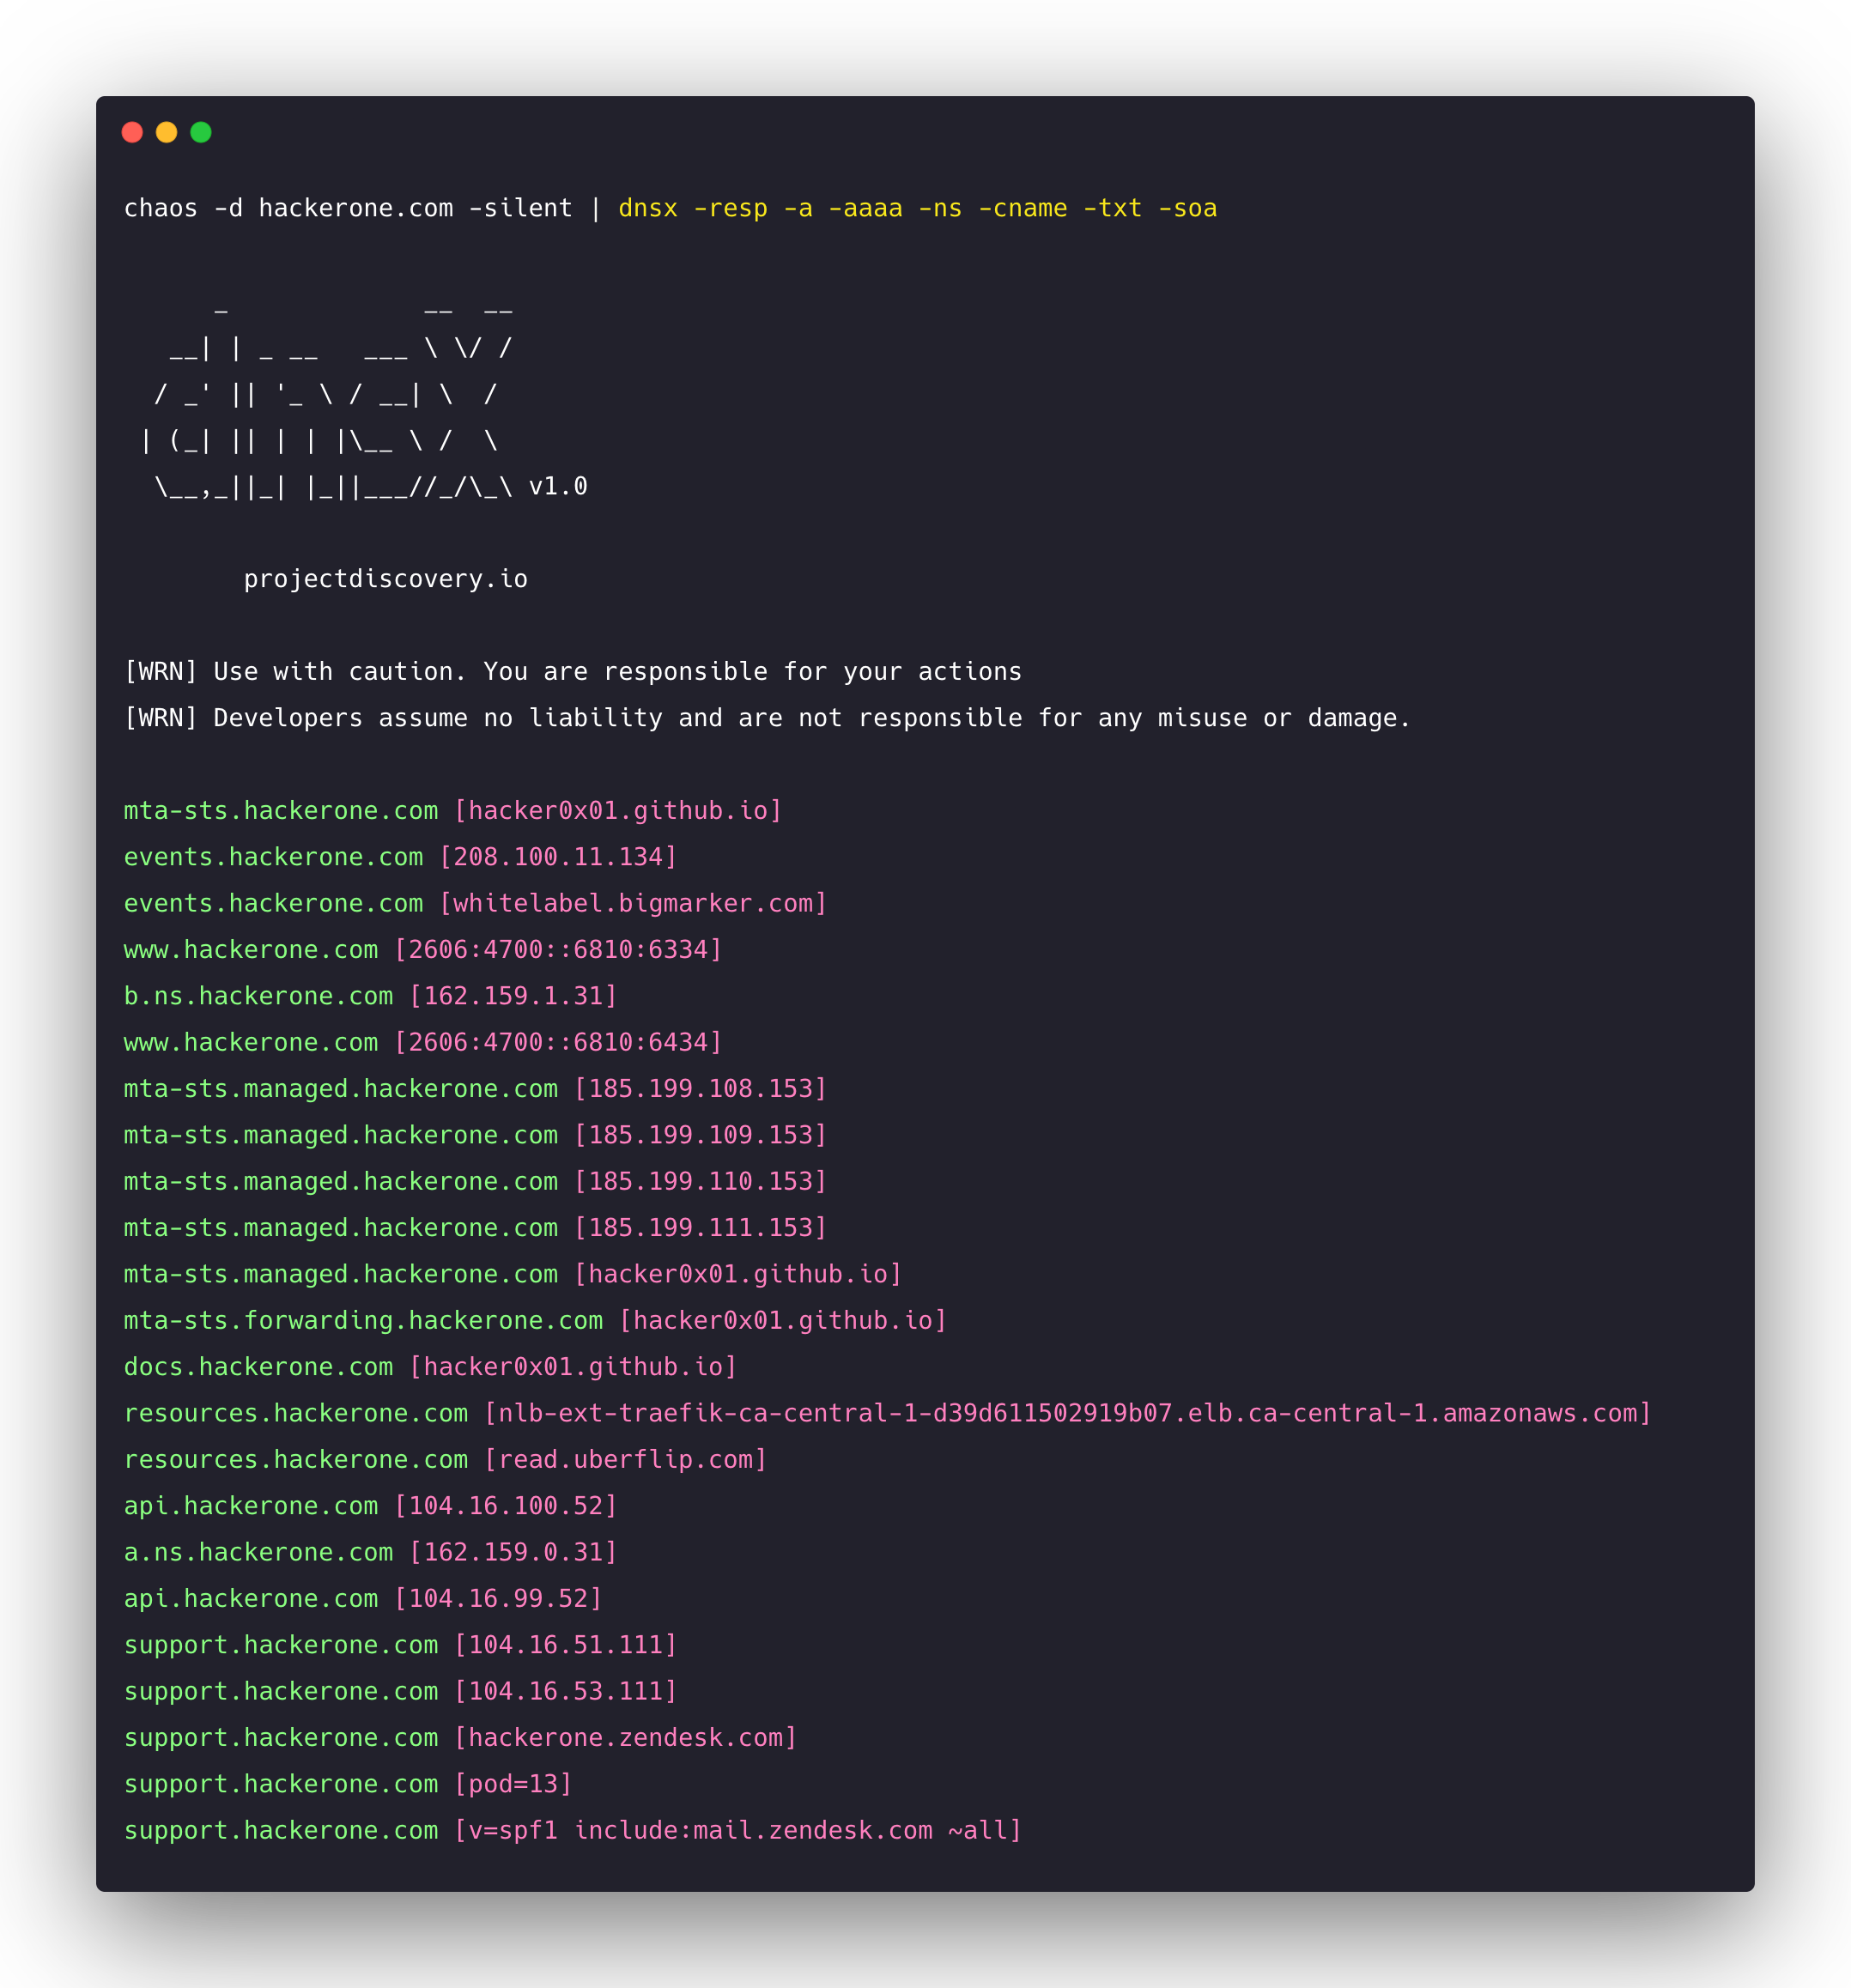 chaos -d hackerone.com -silent | dnsx -resp -a -aaaa -ns -cname -txt -soa
      _             __  __
   __| | _ __   ___ \ \/ /
  / _' || '_ \ / __| \  /
 | (_| || | | |\__ \ /  \
  \__,_||_| |_||___//_/\_\ v1.0
        projectdiscovery.io
[WRN] Use with caution. You are responsible for your actions
[WRN] Developers assume no liability and are not responsible for any misuse or damage.
mta-sts.hackerone.com [hacker0x01.github.io]
events.hackerone.com [208.100.11.134]
events.hackerone.com [whitelabel.bigmarker.com]
www.hackerone.com [2606:4700::6810:6334]
b.ns.hackerone.com [162.159.1.31]
www.hackerone.com [2606:4700::6810:6434]
mta-sts.managed.hackerone.com [185.199.108.153]
mta-sts.managed.hackerone.com [185.199.109.153]
mta-sts.managed.hackerone.com [185.199.110.153]
mta-sts.managed.hackerone.com [185.199.111.153]
mta-sts.managed.hackerone.com [hacker0x01.github.io]
mta-sts.forwarding.hackerone.com [hacker0x01.github.io]
docs.hackerone.com [hacker0x01.github.io]
resources.hackerone.com [nlb-ext-traefik-ca-central-1-d39d611502919b07.elb.ca-central-1.amazonaws.com]
resources.hackerone.com [read.uberflip.com]
api.hackerone.com [104.16.100.52]
a.ns.hackerone.com [162.159.0.31]
api.hackerone.com [104.16.99.52]
support.hackerone.com [104.16.51.111]
support.hackerone.com [104.16.53.111]
support.hackerone.com [hackerone.zendesk.com]
support.hackerone.com [pod=13]
support.hackerone.com [v=spf1 include:mail.zendesk.com ~all]